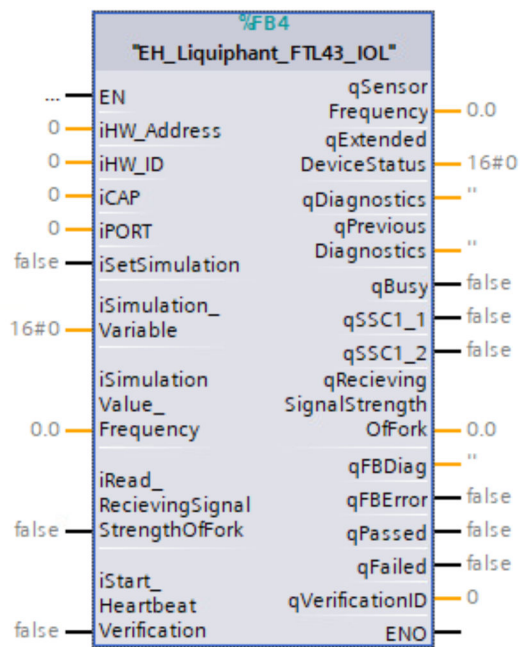 %FB4
"EH_Liquiphant_FTL43_IOL"
... EN
0 iHW_Address
0 iHW_ID
0 iCAP
0 iPORT
false iSetSimulation
iSimulation_
16#0 Variable
iSimulation
Value_
0.0 Frequency
iRead_
RecievingSignal
false StrengthOfFork
iStart_
Heartbeat
false Verification
qSensor
Frequency 0.0
qExtended
DeviceStatus 16#0
qDiagnostics ''
qPrevious
Diagnostics ''
qBusy false
qSSC1_1 false
qSSC1_2 false
qRecieving
SignalStrength
OfFork 0.0
qFBDiag ''
qFBError false
qPassed false
qFailed false
qVerificationID 0
ENO